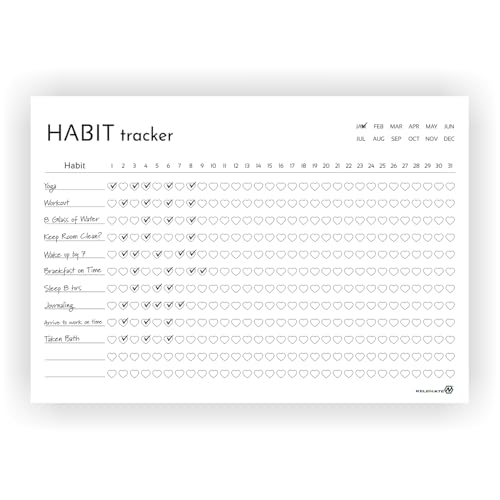 HABIT tracker
JAN FEB MAR APR MAY JUN
JUL AUG SEP OCT NOV DEC
Habit 1 2 3 4 5 6 7 8 9 10 11 12 13 14 15 16 17 18 19 20 21 22 23 24 25 26 27 28 29 30 31
Yoga
Workout
8 Glass of Water
Keep Room Clean?
Wake up by 7
Breakfast on Time
Sleep 8 hrs
Journaling
Arrive to work on time
Taken Bath